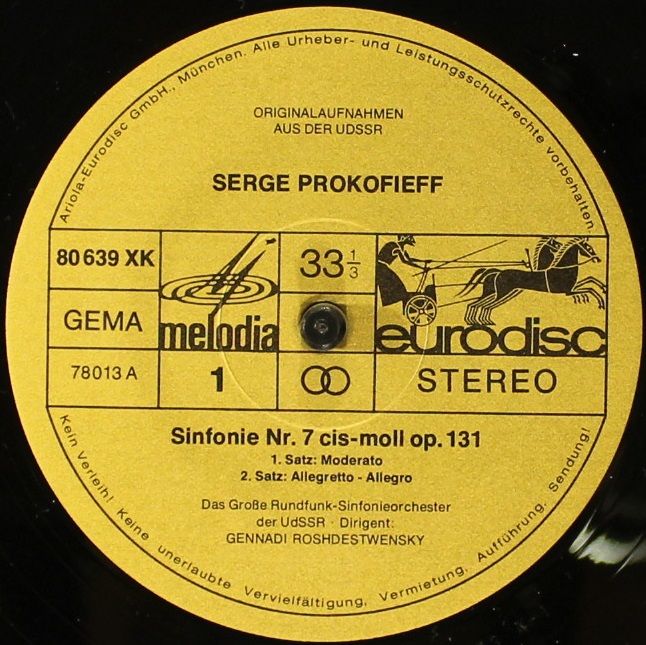 Ariola-Eurodisc GmbH., München. Alle Urheber- und Leistungsschutzrechte vorbehalten.
ORIGINALAUFNAHMEN
AUS DER UDSSR
SERGE PROKOFIEFF
80 639 XK
33 1/3
GEMA
melodia
eurodisc
78013 A
1
STEREO
Sinfonie Nr. 7 cis-moll op. 131
1. Satz: Moderato
2. Satz: Allegretto - Allegro
Das Große Rundfunk-Sinfonieorchester
der UdSSR · Dirigent:
GENNADI ROSHDESTWENSKY
Kein Verleih! Keine unerlaubte Vervielfältigung, Vermietung, Aufführung, Sendung!